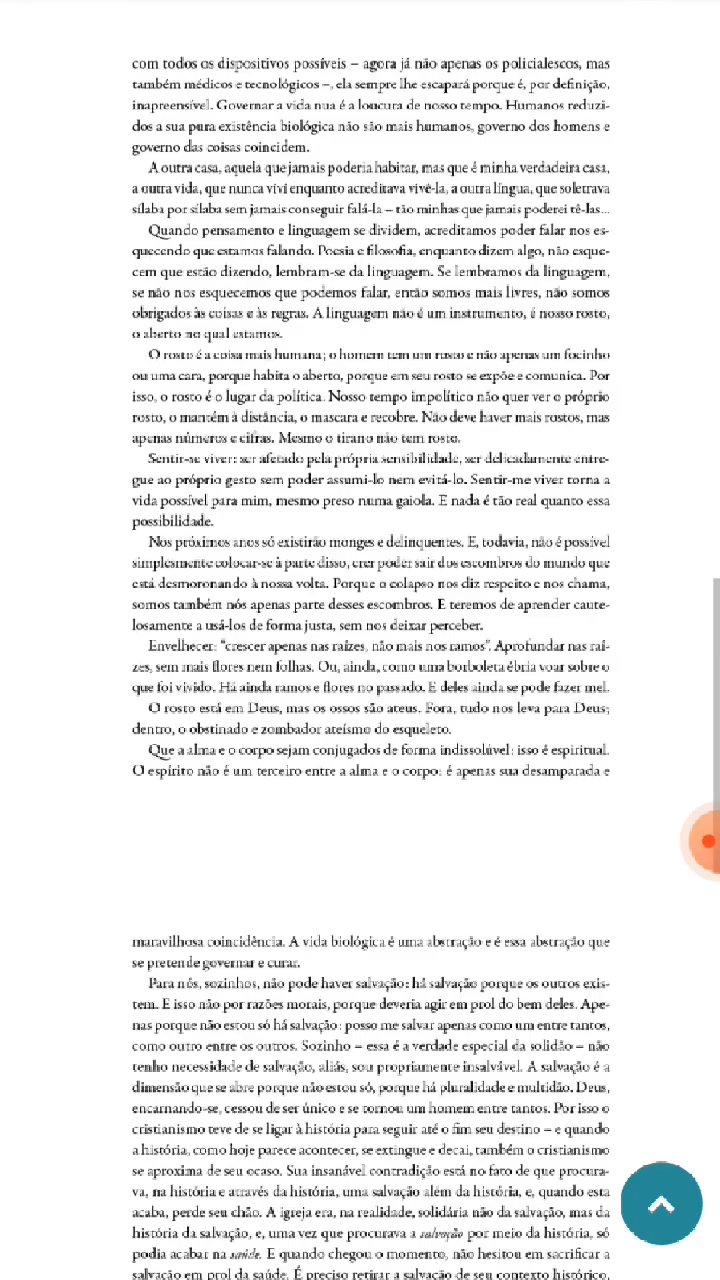 com todos os dispositivos possíveis – agora já não apenas os policialescos, mas
também médicos e tecnológicos –, ela sempre lhe escapará porque é, por definição,
inapreensível. Governar a vida nua é a loucura de nosso tempo. Humanos reduzi-
dos a sua pura existência biológica não são mais humanos, governo dos homens e
governo das coisas coincidem.
A outra casa, aquela que jamais poderia habitar, mas que é minha verdadeira casa,
a outra vida, que nunca vivi enquanto acreditava vivê-la, a outra língua, que soletrava
sílaba por sílaba sem jamais conseguir falá-la – tão minhas que jamais poderei tê-las...
Quando pensamento e linguagem se dividem, acreditamos poder falar nos es-
quecendo que estamos falando. Poesia e filosofia, enquanto dizem algo, não esque-
cem que estão dizendo, lembram-se da linguagem. Se lembramos da linguagem,
se não nos esquecemos que podemos falar, então somos mais livres, não somos
obrigados às coisas e às regras. A linguagem não é um instrumento, é nosso rosto,
o aberto no qual estamos.
O rosto é a coisa mais humana; o homem tem um rosto e não apenas um focinho
ou uma cara, porque habita o aberto, porque em seu rosto se expõe e comunica. Por
isso, o rosto é o lugar da política. Nosso tempo impolítico não quer ver o próprio
rosto, o mantém à distância, o mascara e recobre. Não deve haver mais rostos, mas
apenas números e cifras. Mesmo o tirano não tem rosto.
Sentir-se viver: ser afetado pela própria sensibilidade, ser delicadamente entre-
gue ao próprio gesto sem poder assumi-lo nem evitá-lo. Sentir-me viver torna a
vida possível para mim, mesmo preso numa gaiola. E nada é tão real quanto essa
possibilidade.
Nos próximos anos só existirão monges e delinquentes. E, todavia, não é possível
simplesmente colocar-se à parte disso, crer poder sair dos escombros do mundo que
está desmoronando à nossa volta. Porque o colapso nos diz respeito e nos chama,
somos também nós apenas parte desses escombros. E teremos de aprender caute-
losamente a usá-los de forma justa, sem nos deixar perceber.
Envelhecer: “crescer apenas nas raízes, não mais nos ramos”. Aprofundar nas raí-
zes, sem mais flores nem folhas. Ou, ainda, como uma borboleta ébria voar sobre o
que foi vivido. Há ainda ramos e flores no passado. E deles ainda se pode fazer mel.
O rosto está em Deus, mas os ossos são ateus. Fora, tudo nos leva para Deus;
dentro, o obstinado e zombador ateísmo do esqueleto.
Que a alma e o corpo sejam conjugados de forma indissolúvel: isso é espiritual.
O espírito não é um terceiro entre a alma e o corpo: é apenas sua desamparada e
maravilhosa coincidência. A vida biológica é uma abstração e é essa abstração que
se pretende governar e curar.
Para nós, sozinhos, não pode haver salvação: há salvação porque os outros exis-
tem. E isso não por razões morais, porque deveria agir em prol do bem deles. Ape-
nas porque não estou só há salvação: posso me salvar apenas como um entre tantos,
como outro entre os outros. Sozinho – essa é a verdade especial da solidão – não
tenho necessidade de salvação, aliás, sou propriamente insalvável. A salvação é a
dimensão que se abre porque não estou só, porque há pluralidade e multidão. Deus,
encarnando-se, cessou de ser único e se tornou um homem entre tantos. Por isso o
cristianismo teve de se ligar à história para seguir até o fim seu destino – e quando
a história, como hoje parece acontecer, se extingue e decai, também o cristianismo
se aproxima de seu ocaso. Sua insanável contradição está no fato de que procura-
va, na história e através da história, uma salvação além da história, e, quando esta
acaba, perde seu chão. A igreja era, na realidade, solidária não da salvação, mas da
história da salvação, e, uma vez que procurava a salvação por meio da história, só
podia acabar na saúde. E quando chegou o momento, não hesitou em sacrificar a
salvação em prol da saúde. É preciso retirar a salvação de seu contexto histórico,